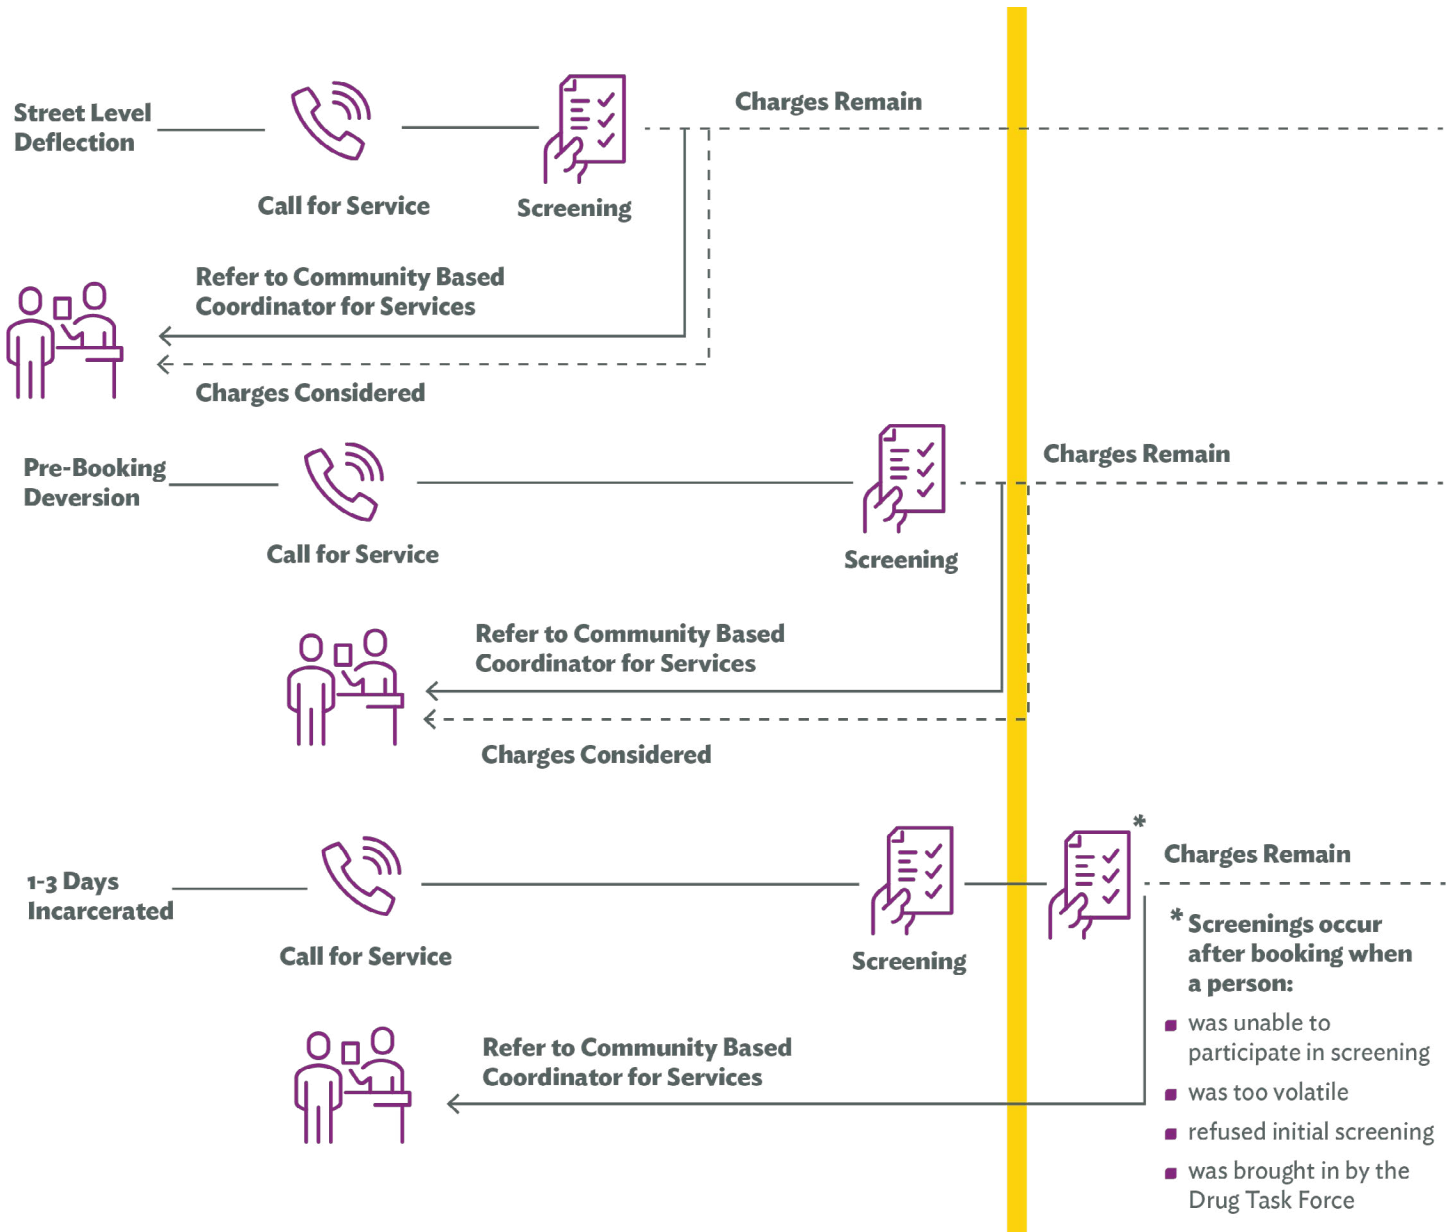 Street Level
Deflection
Call for Service
Screening
Charges Remain
Refer to Community Based
Coordinator for Services
Charges Considered
Pre-Booking
Deversion
Call for Service
Screening
Charges Remain
Refer to Community Based
Coordinator for Services
Charges Considered
1-3 Days
Incarcerated
Call for Service
Screening
*
Charges Remain
Refer to Community Based
Coordinator for Services
* Screenings occur
after booking when
a person:
was unable to
participate in screening
was too volatile
refused initial screening
was brought in by the
Drug Task Force